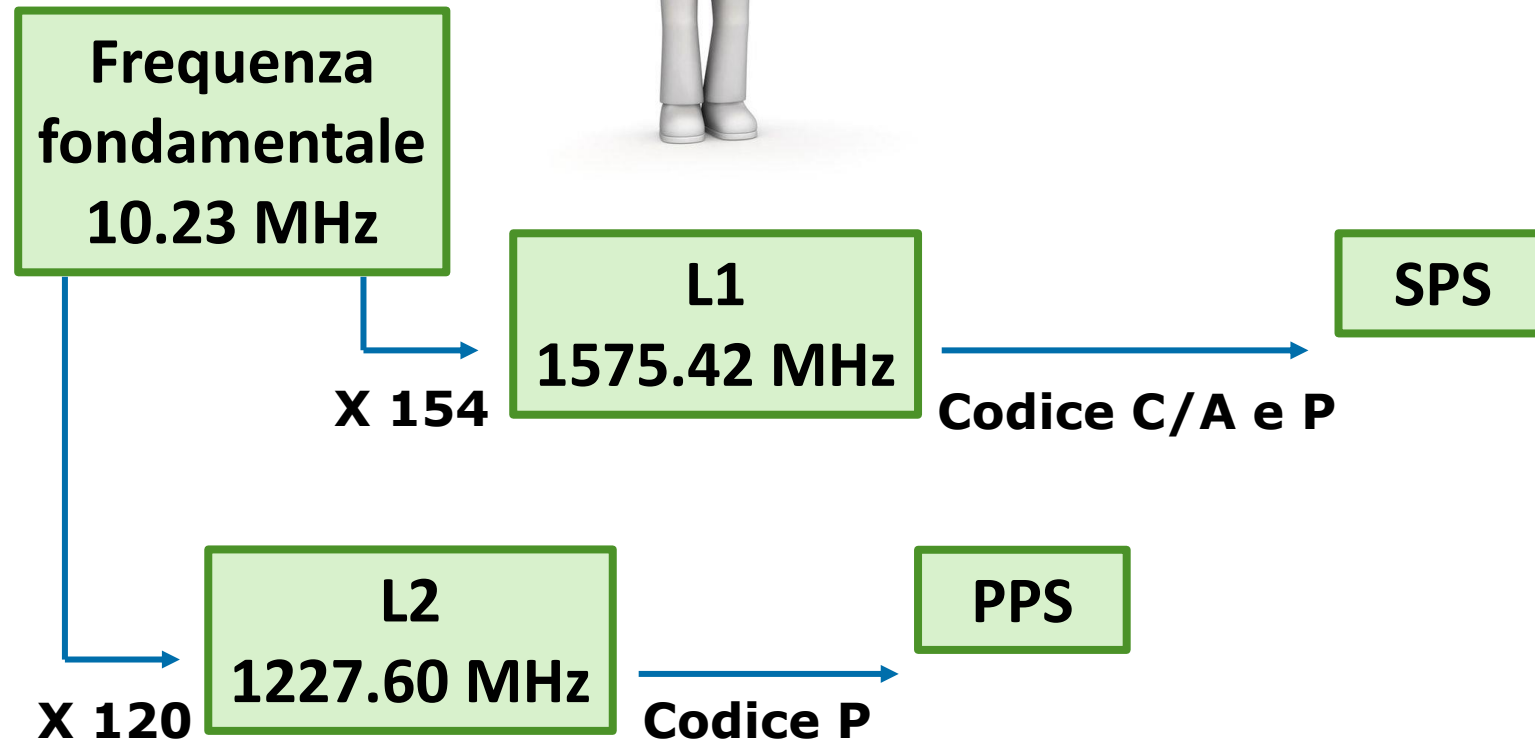 Frequenza
fondamentale
10.23 MHz
L1
1575.42 MHz
SPS
X 154
Codice C/A e P
L2
1227.60 MHz
PPS
X 120
Codice P